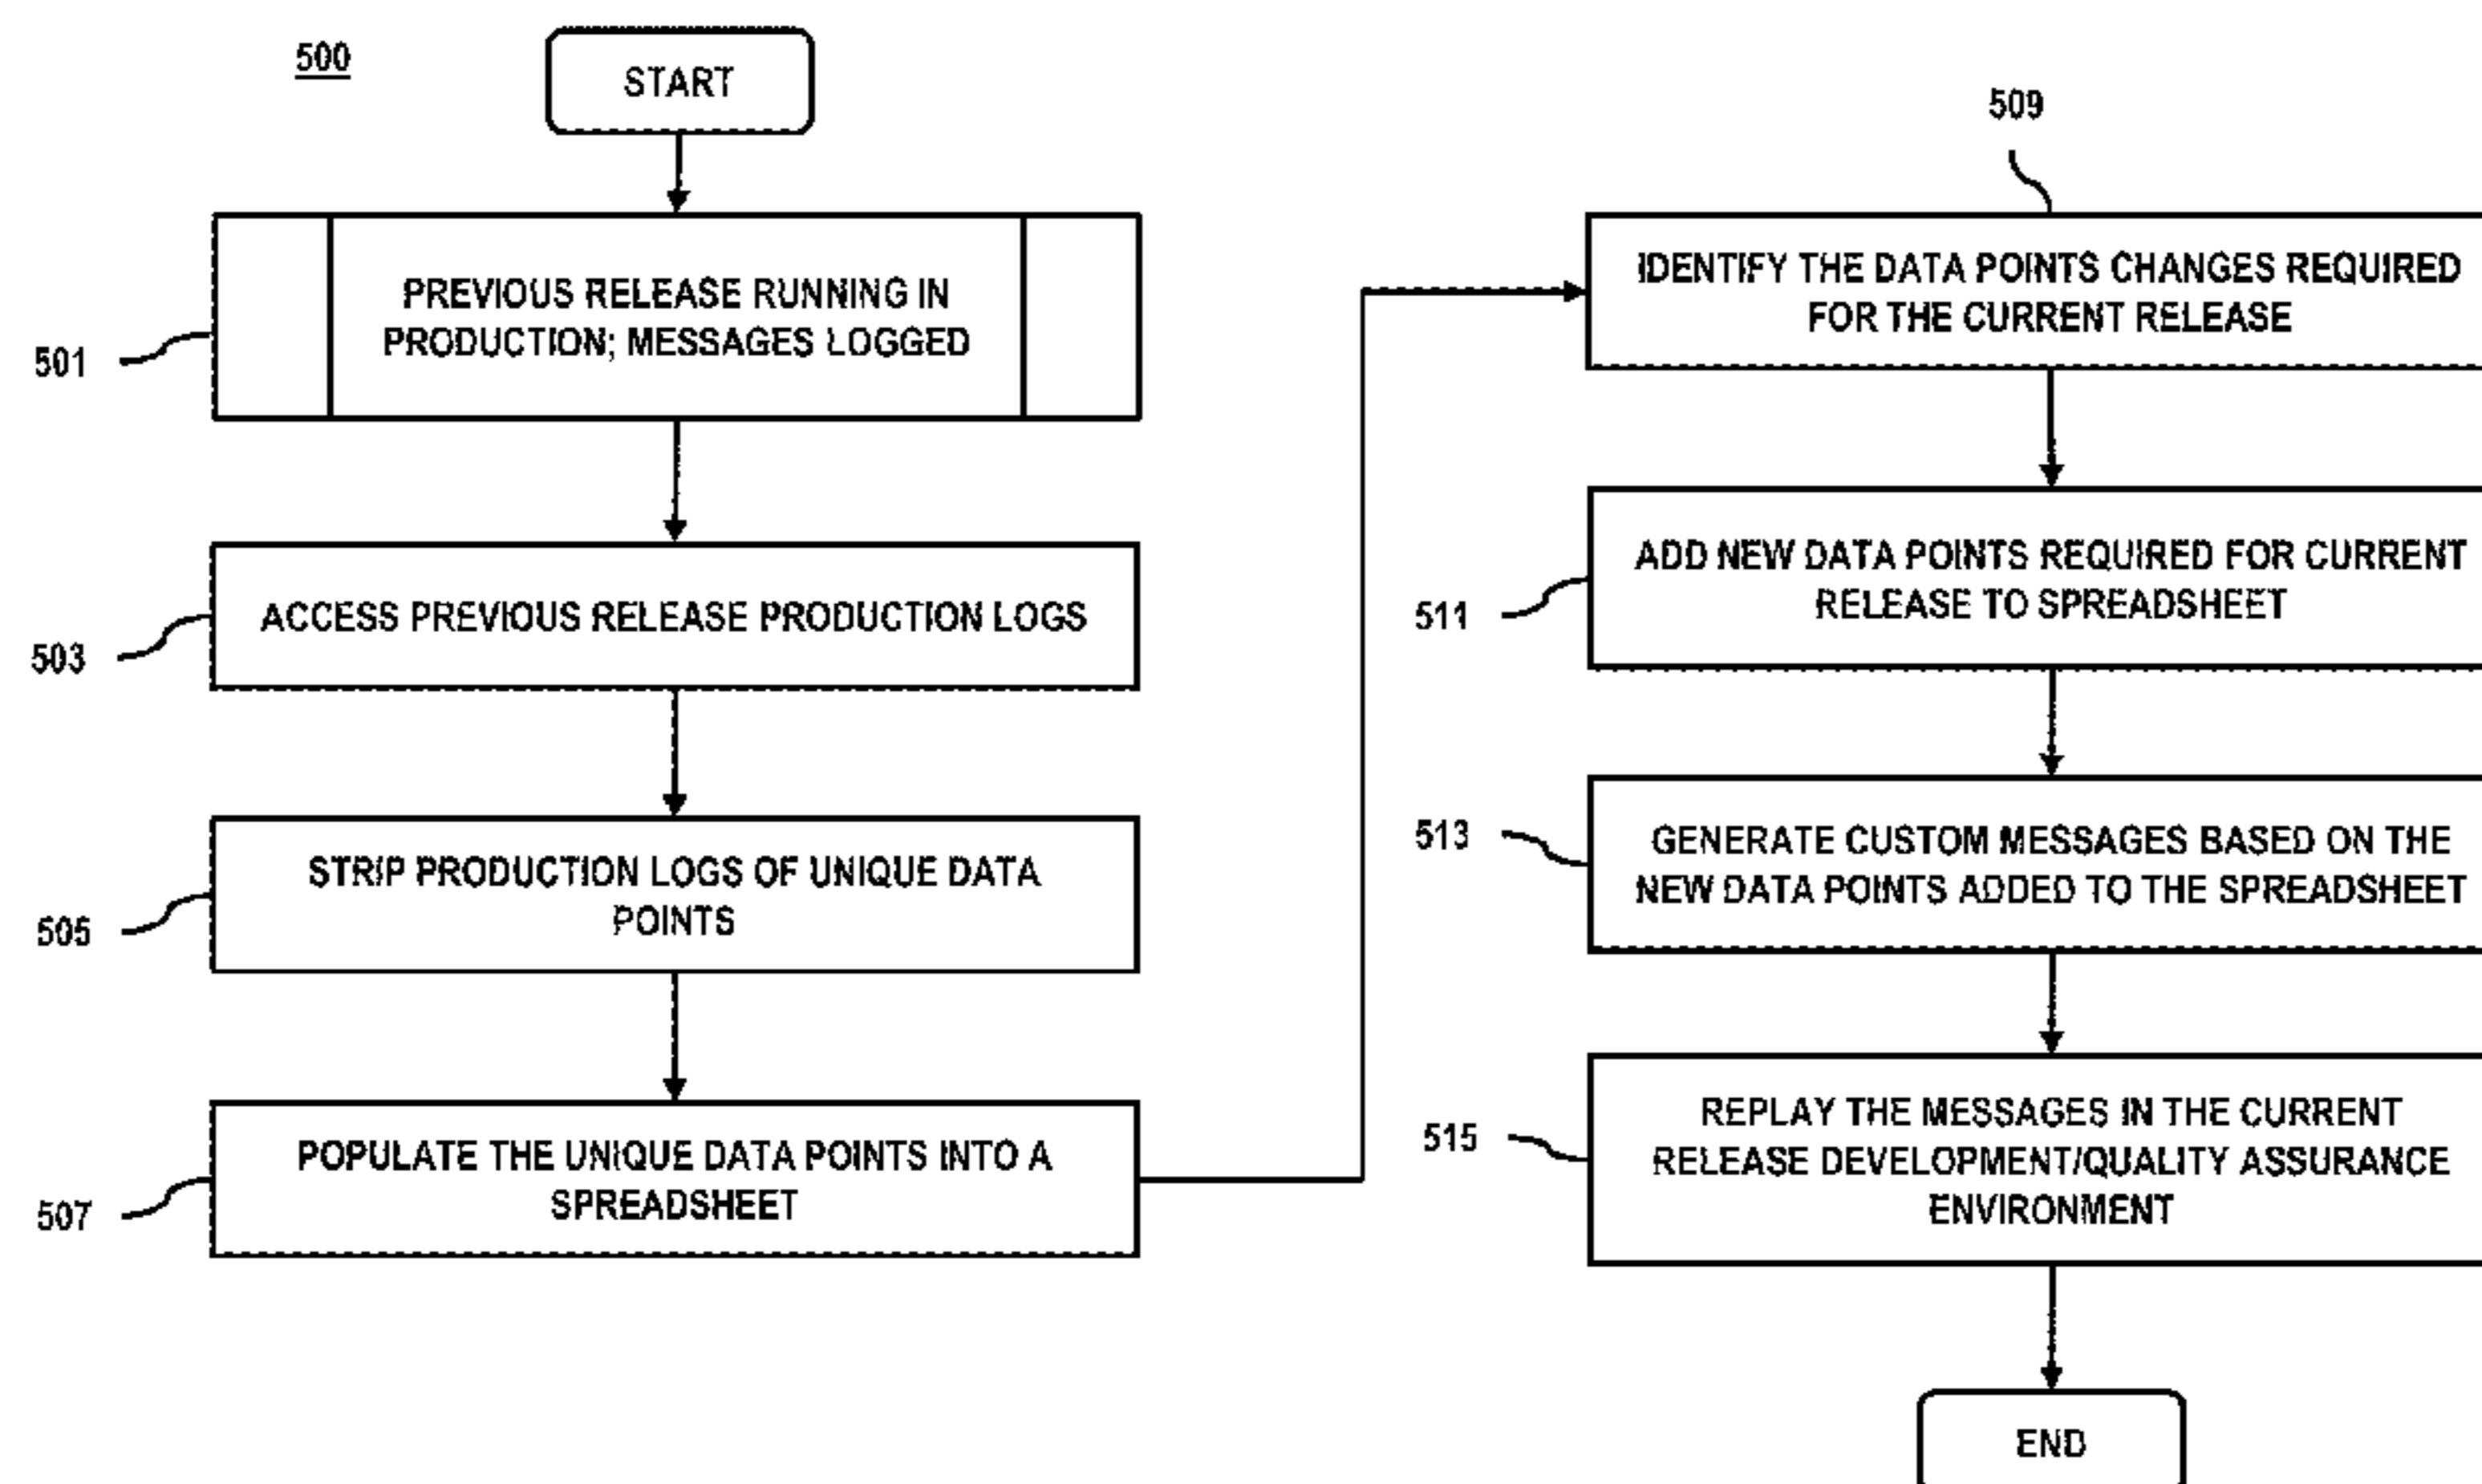 500
START
501
PREVIOUS RELEASE RUNNING IN
PRODUCTION; MESSAGES LOGGED
503
ACCESS PREVIOUS RELEASE PRODUCTION LOGS
505
STRIP PRODUCTION LOGS OF UNIQUE DATA
POINTS
507
POPULATE THE UNIQUE DATA POINTS INTO A
SPREADSHEET
509
IDENTIFY THE DATA POINTS CHANGES REQUIRED
FOR THE CURRENT RELEASE
511
ADD NEW DATA POINTS REQUIRED FOR CURRENT
RELEASE TO SPREADSHEET
513
GENERATE CUSTOM MESSAGES BASED ON THE
NEW DATA POINTS ADDED TO THE SPREADSHEET
515
REPLAY THE MESSAGES IN THE CURRENT
RELEASE DEVELOPMENT/QUALITY ASSURANCE
ENVIRONMENT
END